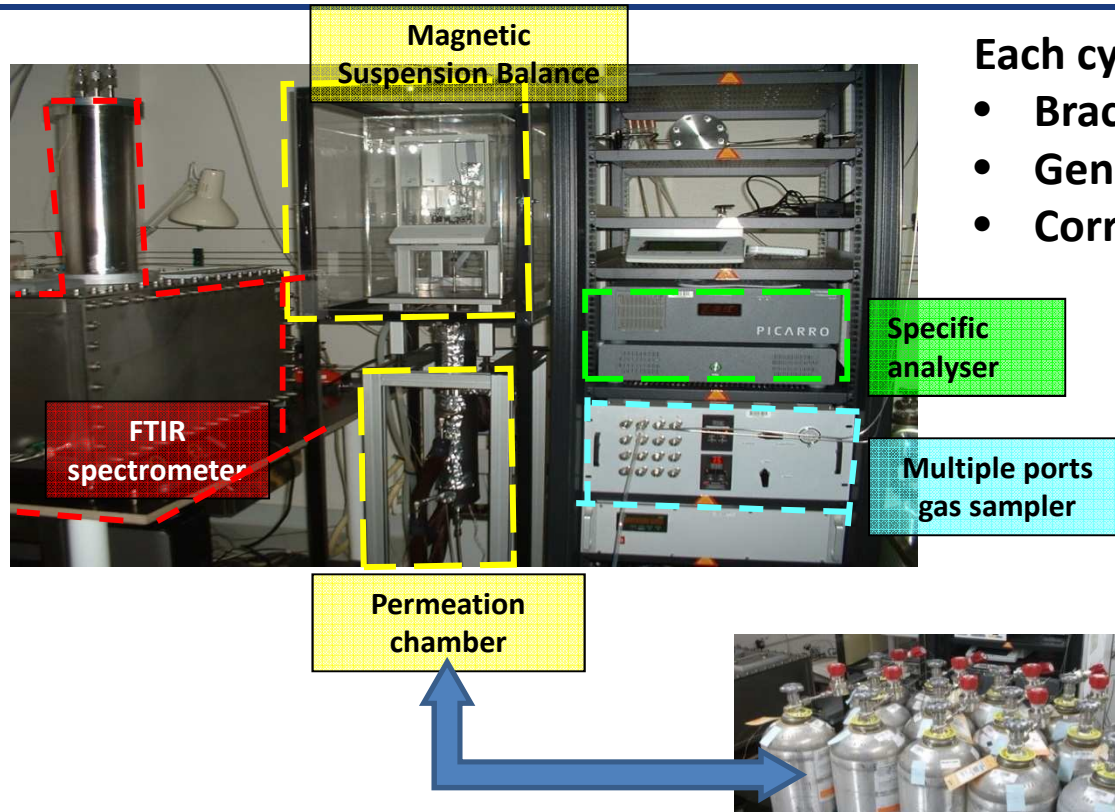 Magnetic
Suspension Balance
Each cy
• Brac
• Gen
• Corr
PICARRO
Specific
analyser
FTIR
spectrometer
Multiple ports
gas sampler
Permeation
chamber